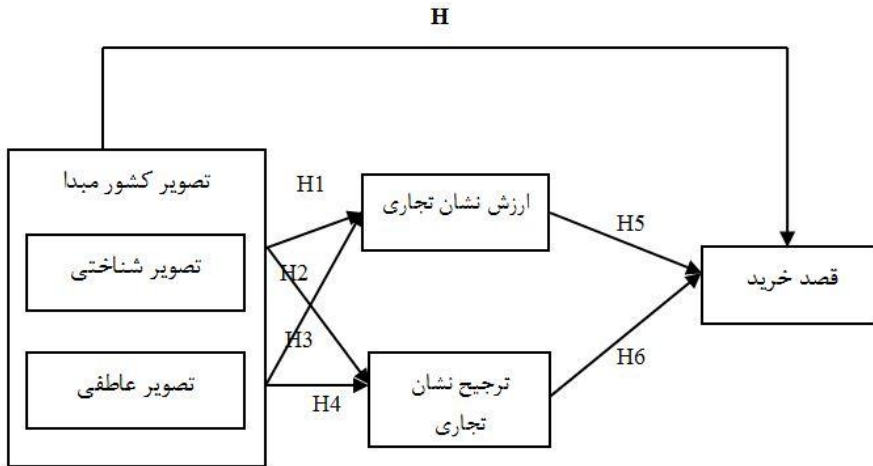 H
تصویر کشور مبدا
H1
ارزش نشان تجاری
H5
تصویر شناختی
H2
قصد خرید
H3
H6
تصویر عاطفی
H4
ترجیح نشان
تجاری